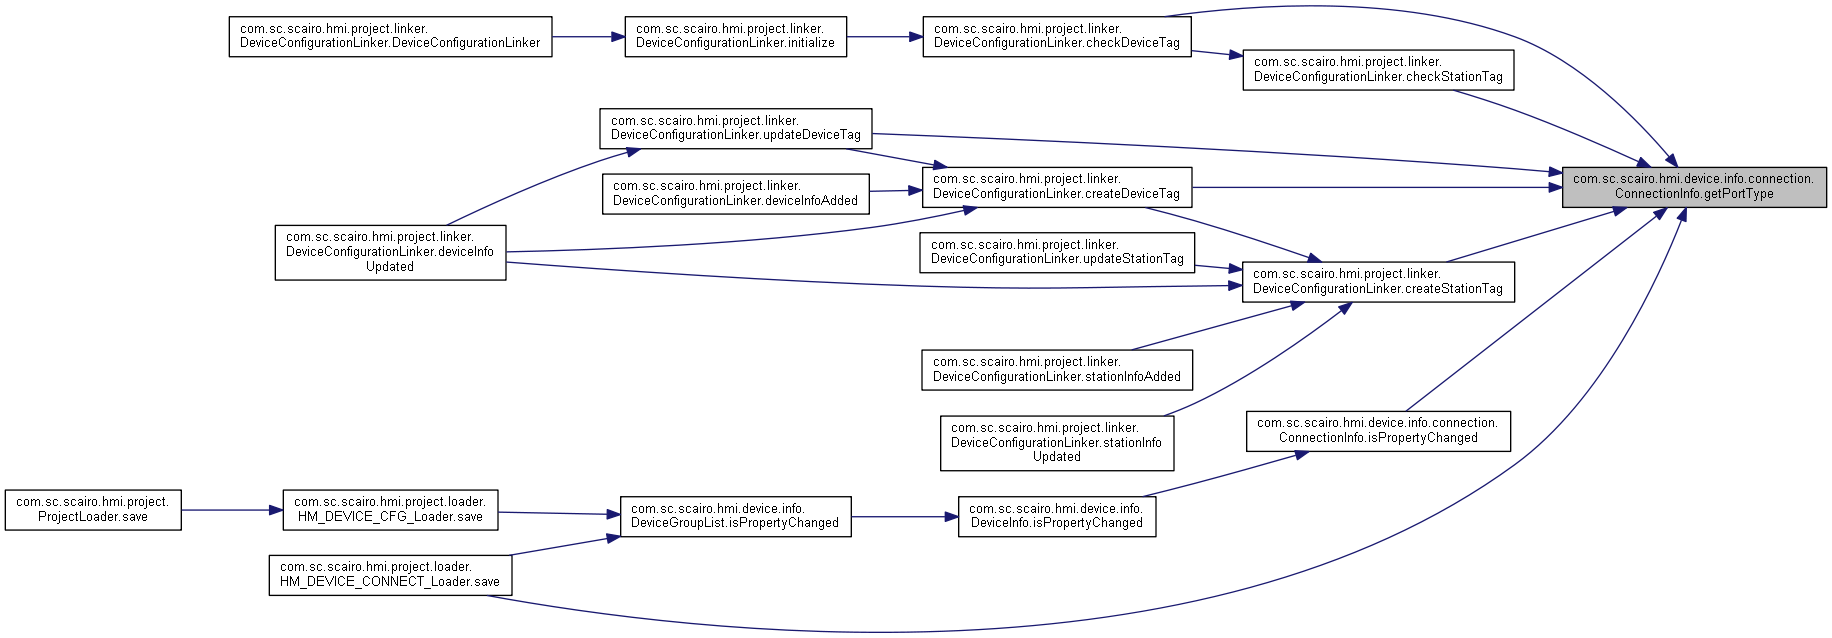 com.sc.scairo.hmi.project.linker.
DeviceConfigurationLinker.DeviceConfigurationLinker
com.sc.scairo.hmi.project.linker.
DeviceConfigurationLinker.initialize
com.sc.scairo.hmi.project.linker.
DeviceConfigurationLinker.checkDeviceTag
com.sc.scairo.hmi.project.linker.
DeviceConfigurationLinker.checkStationTag
com.sc.scairo.hmi.project.linker.
DeviceConfigurationLinker.updateDeviceTag
com.sc.scairo.hmi.project.linker.
DeviceConfigurationLinker.createDeviceTag
com.sc.scairo.hmi.device.info.connection.
ConnectionInfo.getPortType
com.sc.scairo.hmi.project.linker.
DeviceConfigurationLinker.deviceInfoAdded
com.sc.scairo.hmi.project.linker.
DeviceConfigurationLinker.deviceInfo
Updated
com.sc.scairo.hmi.project.linker.
DeviceConfigurationLinker.updateStationTag
com.sc.scairo.hmi.project.linker.
DeviceConfigurationLinker.createStationTag
com.sc.scairo.hmi.project.linker.
DeviceConfigurationLinker.stationInfoAdded
com.sc.scairo.hmi.project.linker.
DeviceConfigurationLinker.stationInfo
Updated
com.sc.scairo.hmi.device.info.connection.
ConnectionInfo.isPropertyChanged
com.sc.scairo.hmi.project.
ProjectLoader.save
com.sc.scairo.hmi.project.loader.
HM_DEVICE_CFG_Loader.save
com.sc.scairo.hmi.device.info.
DeviceGroupList.isPropertyChanged
com.sc.scairo.hmi.device.info.
DeviceInfo.isPropertyChanged
com.sc.scairo.hmi.project.loader.
HM_DEVICE_CONNECT_Loader.save